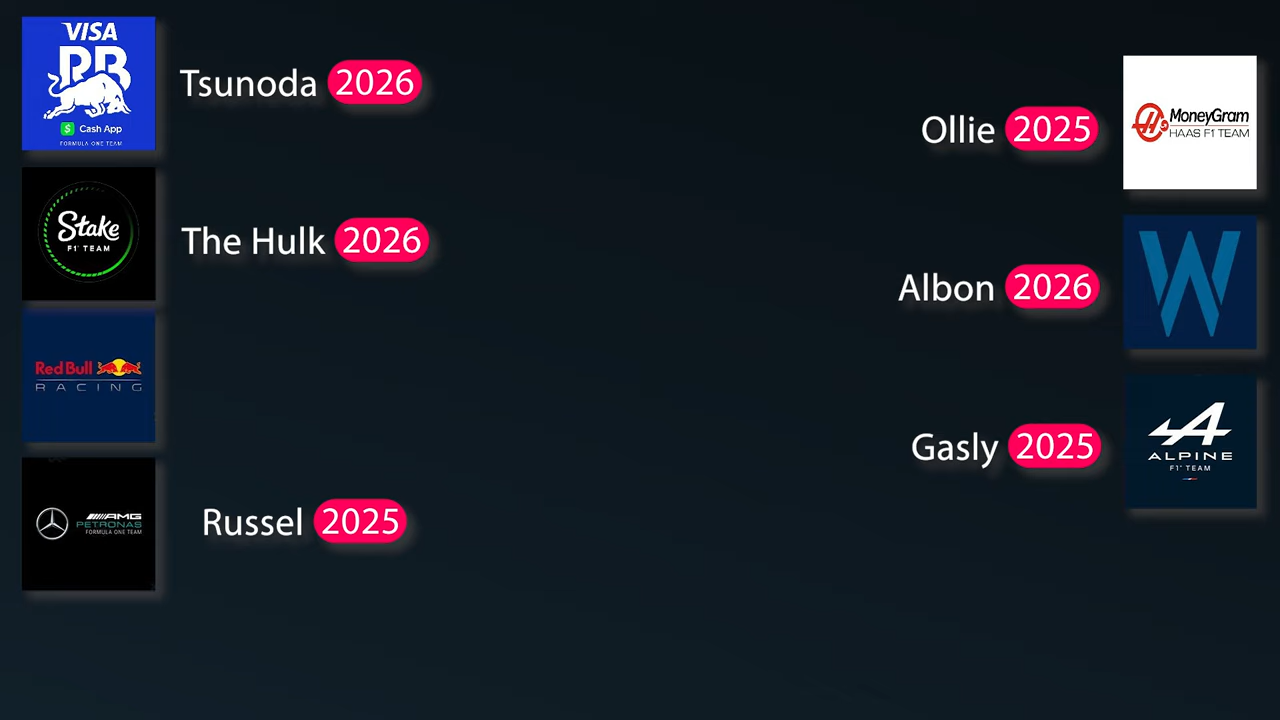 VISA
RB
Cash App
FORMULA ONE TEAM
Tsunoda 2026
Stake
F1 TEAM
The Hulk 2026
Red Bull
RACING
AMG
PETRONAS
FORMULA ONE TEAM
Russel 2025
Ollie 2025
MoneyGram
HAAS F1 TEAM
Albon 2026
W
Gasly 2025
A
ALPINE
F1 TEAM